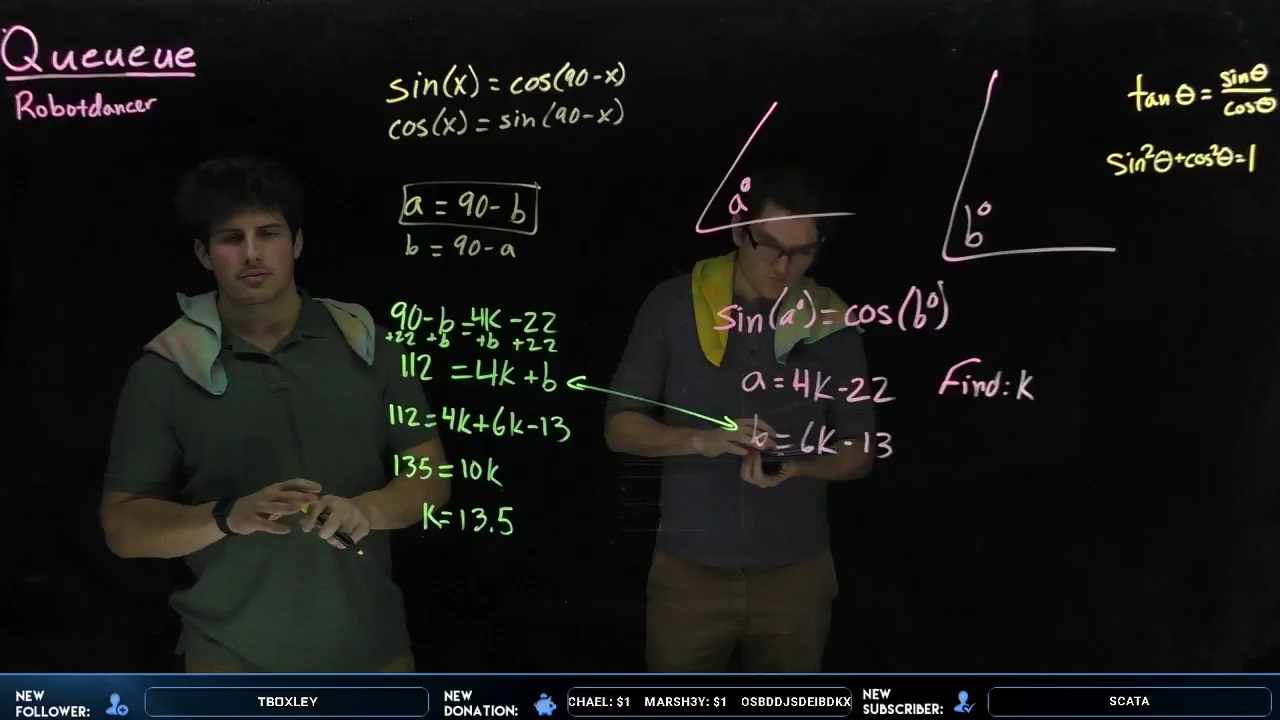 Queueue
Robotdancer
sin(x) = cos(90-x)
cos(x) = sin(90-x)
a = 90 - b
b = 90 - a
90 - b = 4K - 22
+22 +b +b +22
112 = 4K + b
112 = 4K + 6K - 13
135 = 10K
K = 13.5
a°
b°
sin(a°) = cos(b°)
a = 4K - 22
Find: K
b = 6K - 13
tan θ = sinθ/cosθ
sin²θ + cos²θ = 1
NEW FOLLOWER:
TBOXLEY
NEW DONATION:
CHAEL: $1 MARSH3Y: $1 OSBDDJSDEIBDKX
NEW SUBSCRIBER:
SCATA